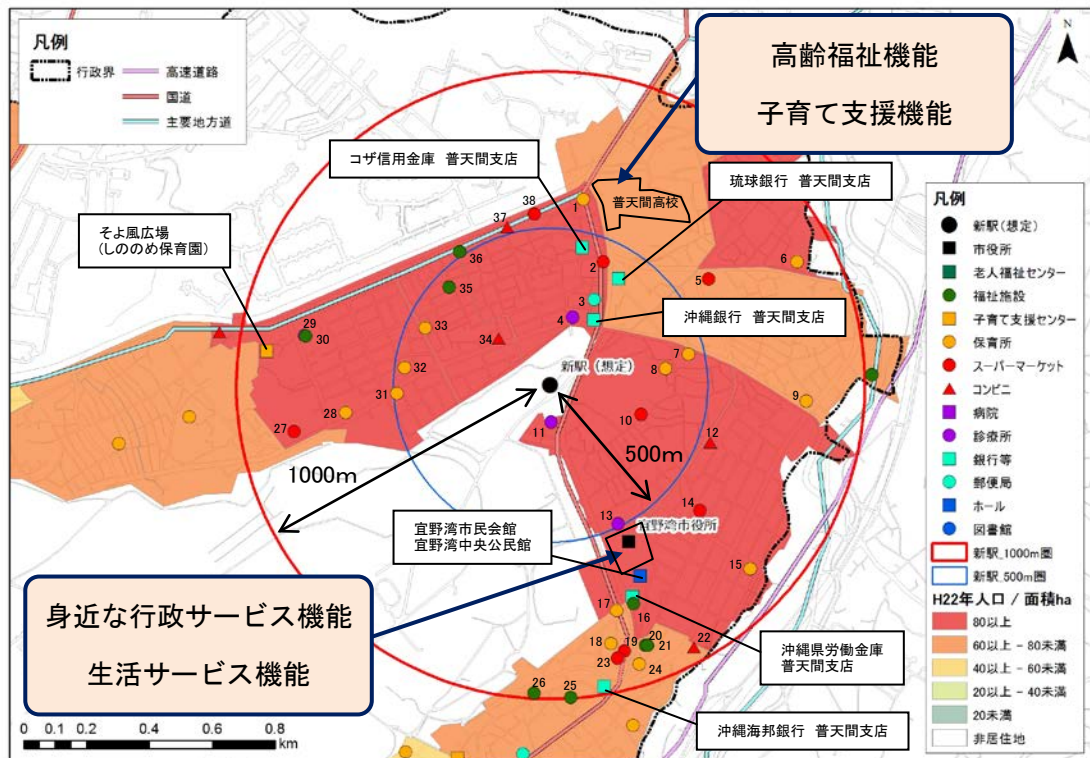 凡例
行政界
高速道路
国道
主要地方道
高齢福祉機能
子育て支援機能
N
コザ信用金庫 普天間支店
琉球銀行 普天間支店
普天間高校
そよ風広場
(しののめ保育園)
沖縄銀行 普天間支店
新駅(想定)
1
2
3
4
5
6
7
8
9
10
11
12
13
14
15
16
17
18
19
20
21
22
23
24
25
26
27
28
29
30
31
32
33
34
35
36
37
38
1000m
500m
宜野湾市役所
宜野湾市民会館
宜野湾中央公民館
身近な行政サービス機能
生活サービス機能
沖縄県労働金庫
普天間支店
沖縄海邦銀行 普天間支店
0 0.1 0.2 0.4 0.6 0.8
km
凡例
新駅(想定)
市役所
老人福祉センター
福祉施設
子育て支援センター
保育所
スーパーマーケット
コンビニ
病院
診療所
銀行等
郵便局
ホール
図書館
新駅_1000m圏
新駅_500m圏
H22年人口 / 面積ha
80以上
60以上 - 80未満
40以上 - 60未満
20以上 - 40未満
20未満
非居住地